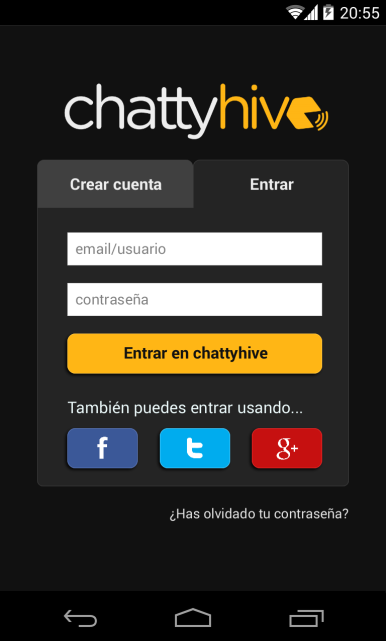 20:55
chattyhive
Crear cuenta
Entrar
email/usuario
contraseña
Entrar en chattyhive
También puedes entrar usando...
f
t
g+
¿Has olvidado tu contraseña?